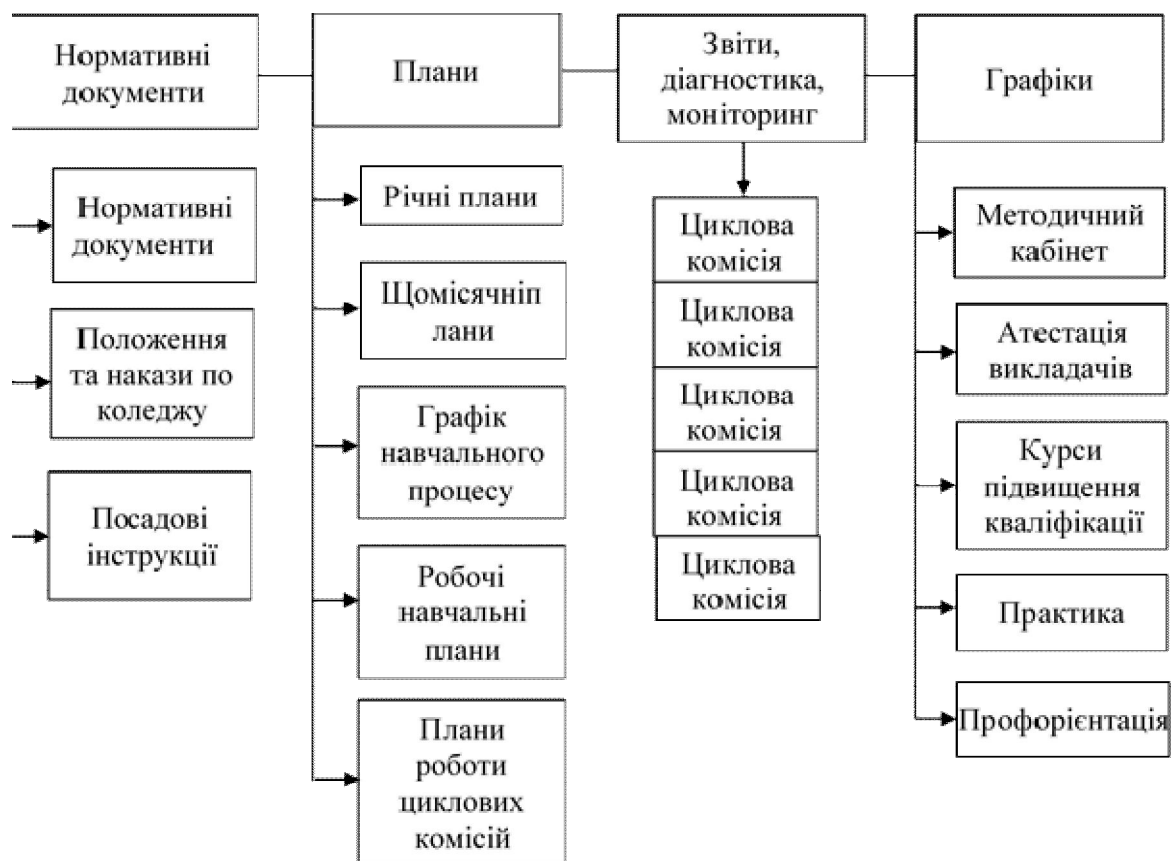 Нормативні
документи
Плани
Звіти,
діагностика,
моніторинг
Графіки
Нормативні
документи
Положення
та накази по
коледжу
Посадові
інструкції
Річні плани
Щомісячніп
лани
Графік
навчального
процесу
Робочі
навчальні
плани
Плани
роботи
циклових
комісій
Циклова
комісія
Циклова
комісія
Циклова
комісія
Циклова
комісія
Циклова
комісія
Методичний
кабінет
Атестація
викладачів
Курси
підвищення
кваліфікації
Практика
Профорієнтація